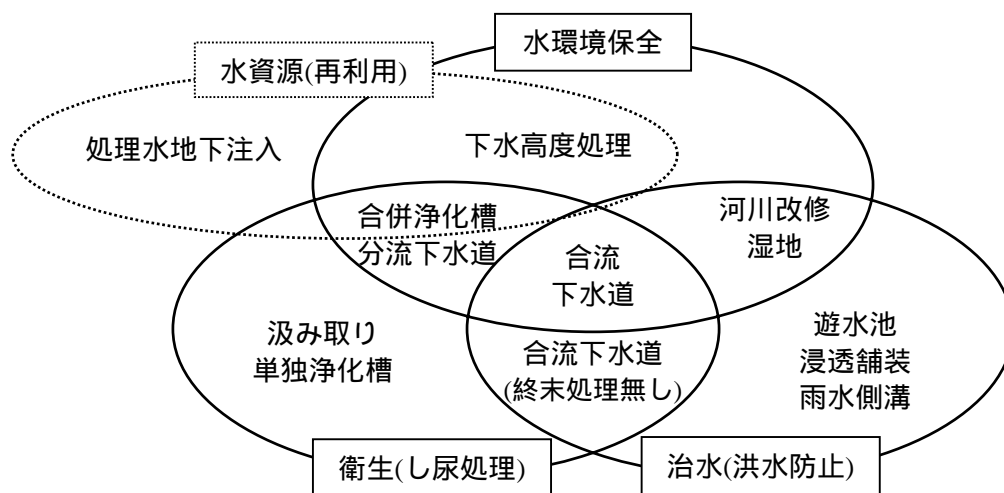 水環境保全
水資源(再利用)
処理水地下注入
下水高度処理
合併浄化槽
分流下水道
河川改修
湿地
合流
下水道
汲み取り
単独浄化槽
合流下水道
(終末処理無し)
遊水池
浸透舗装
雨水側溝
衛生(し尿処理)
治水(洪水防止)